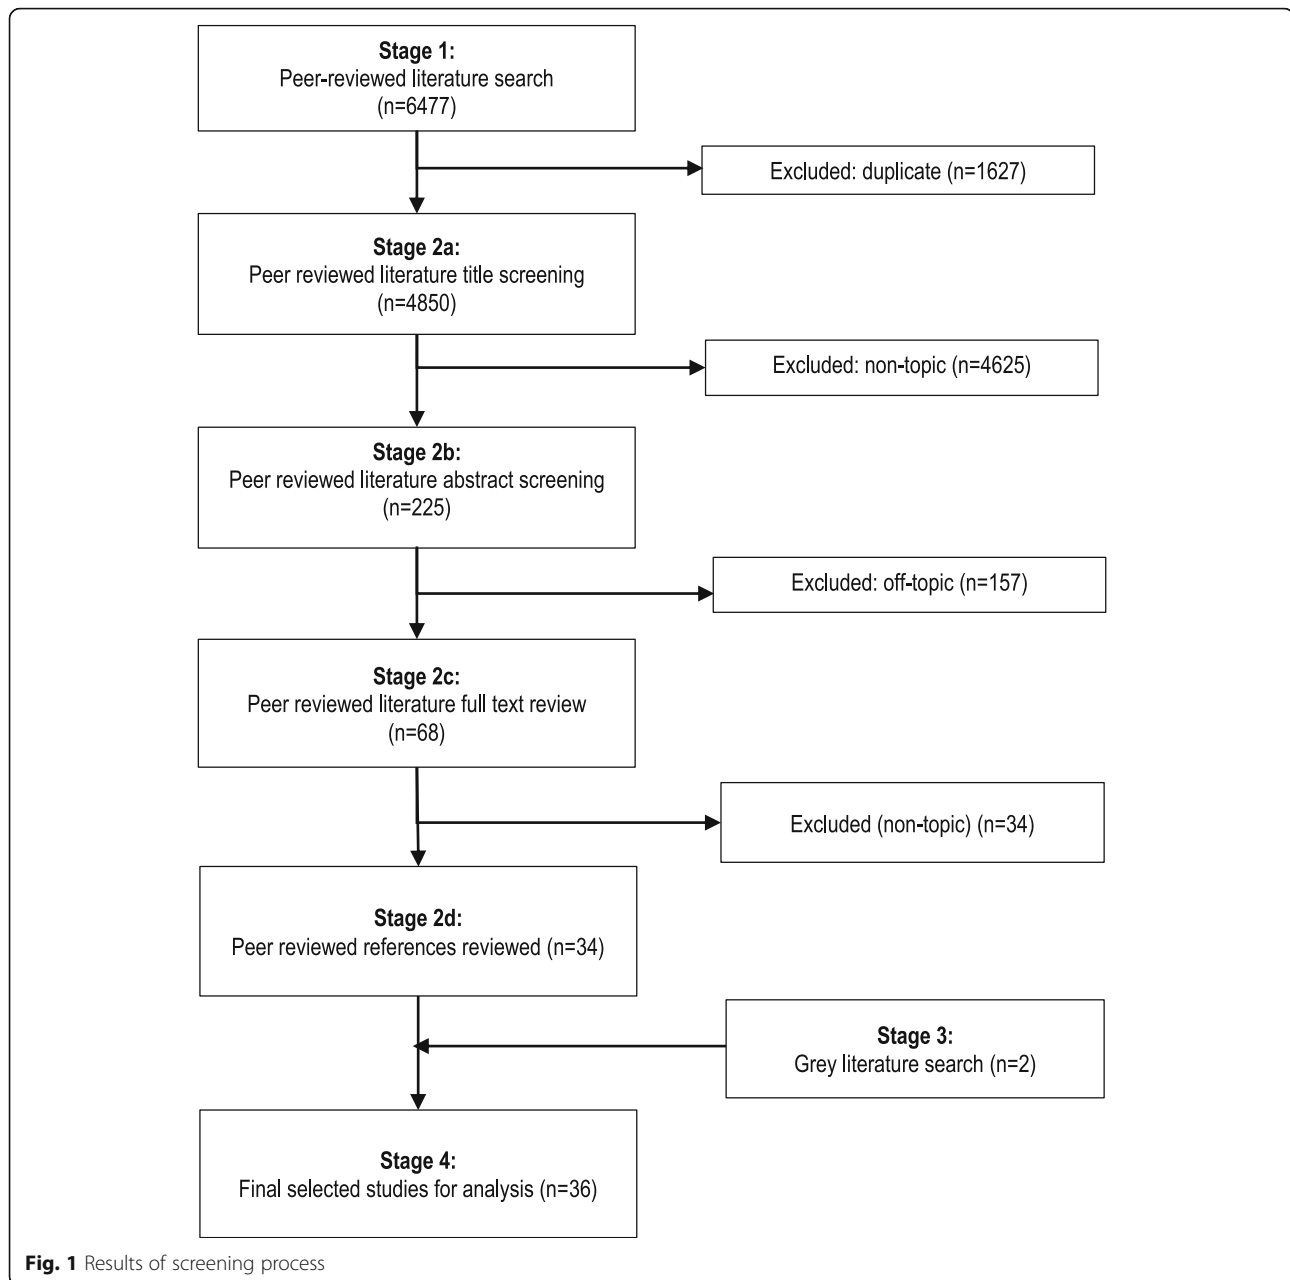 Stage 1:
Peer-reviewed literature search
(n=6477)
Excluded: duplicate (n=1627)
Stage 2a:
Peer reviewed literature title screening
(n=4850)
Excluded: non-topic (n=4625)
Stage 2b:
Peer reviewed literature abstract screening
(n=225)
Excluded: off-topic (n=157)
Stage 2c:
Peer reviewed literature full text review
(n=68)
Excluded (non-topic) (n=34)
Stage 2d:
Peer reviewed references reviewed (n=34)
Stage 3:
Grey literature search (n=2)
Stage 4:
Final selected studies for analysis (n=36)
Fig. 1 Results of screening process